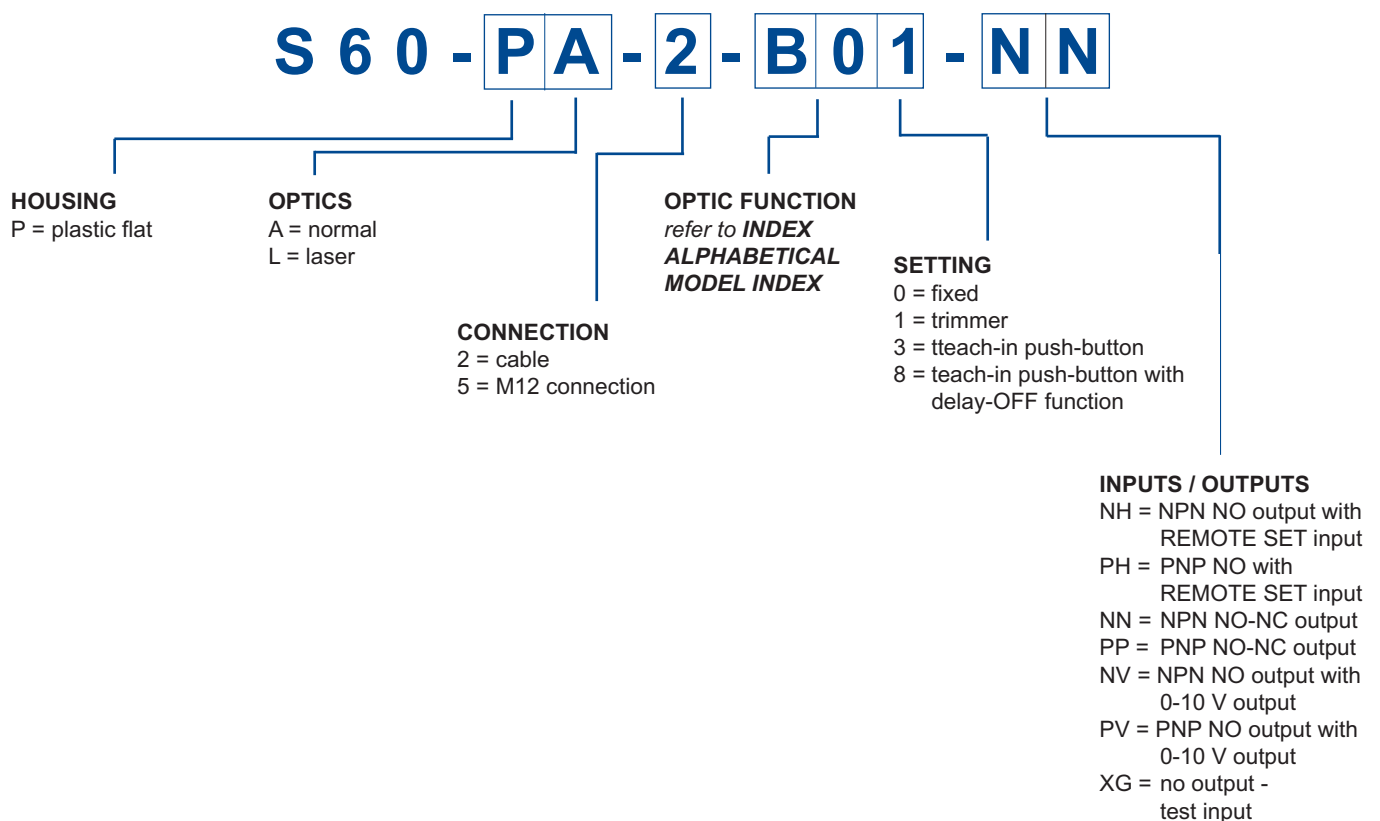 S60-PA-2-B01-NN
HOUSING
P = plastic flat
OPTICS
A = normal
L = laser
CONNECTION
2 = cable
5 = M12 connection
OPTIC FUNCTION
refer to INDEX
ALPHABETICAL
MODEL INDEX
SETTING
0 = fixed
1 = trimmer
3 = tteach-in push-button
8 = teach-in push-button with
delay-OFF function
INPUTS / OUTPUTS
NH = NPN NO output with
REMOTE SET input
PH = PNP NO with
REMOTE SET input
NN = NPN NO-NC output
PP = PNP NO-NC output
NV = NPN NO output with
0-10 V output
PV = PNP NO output with
0-10 V output
XG = no output -
test input